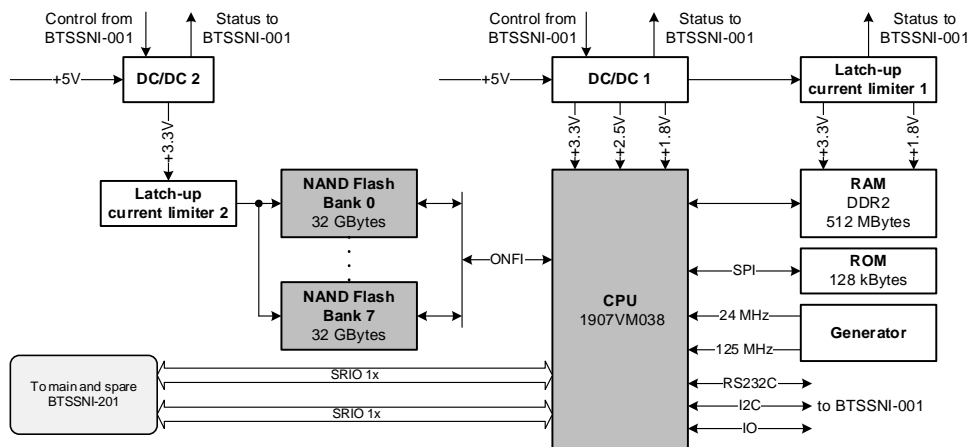 Control from
BTSSNI-001
Status to
BTSSNI-001
Control from
BTSSNI-001
Status to
BTSSNI-001
Status to
BTSSNI-001
+5V
DC/DC 2
+5V
DC/DC 1
Latch-up
current limiter 1
+3.3V
+3.3V
+2.5V
+1.8V
+3.3V
+1.8V
Latch-up
current limiter 2
NAND Flash
Bank 0
32 GBytes
RAM
DDR2
512 MBytes
ONFI
SPI
ROM
128 kBytes
NAND Flash
Bank 7
32 GBytes
CPU
1907VM038
24 MHz
125 MHz
Generator
To main and spare
BTSSNI-201
SRIO 1x
SRIO 1x
RS232C
I2C
IO
to BTSSNI-001